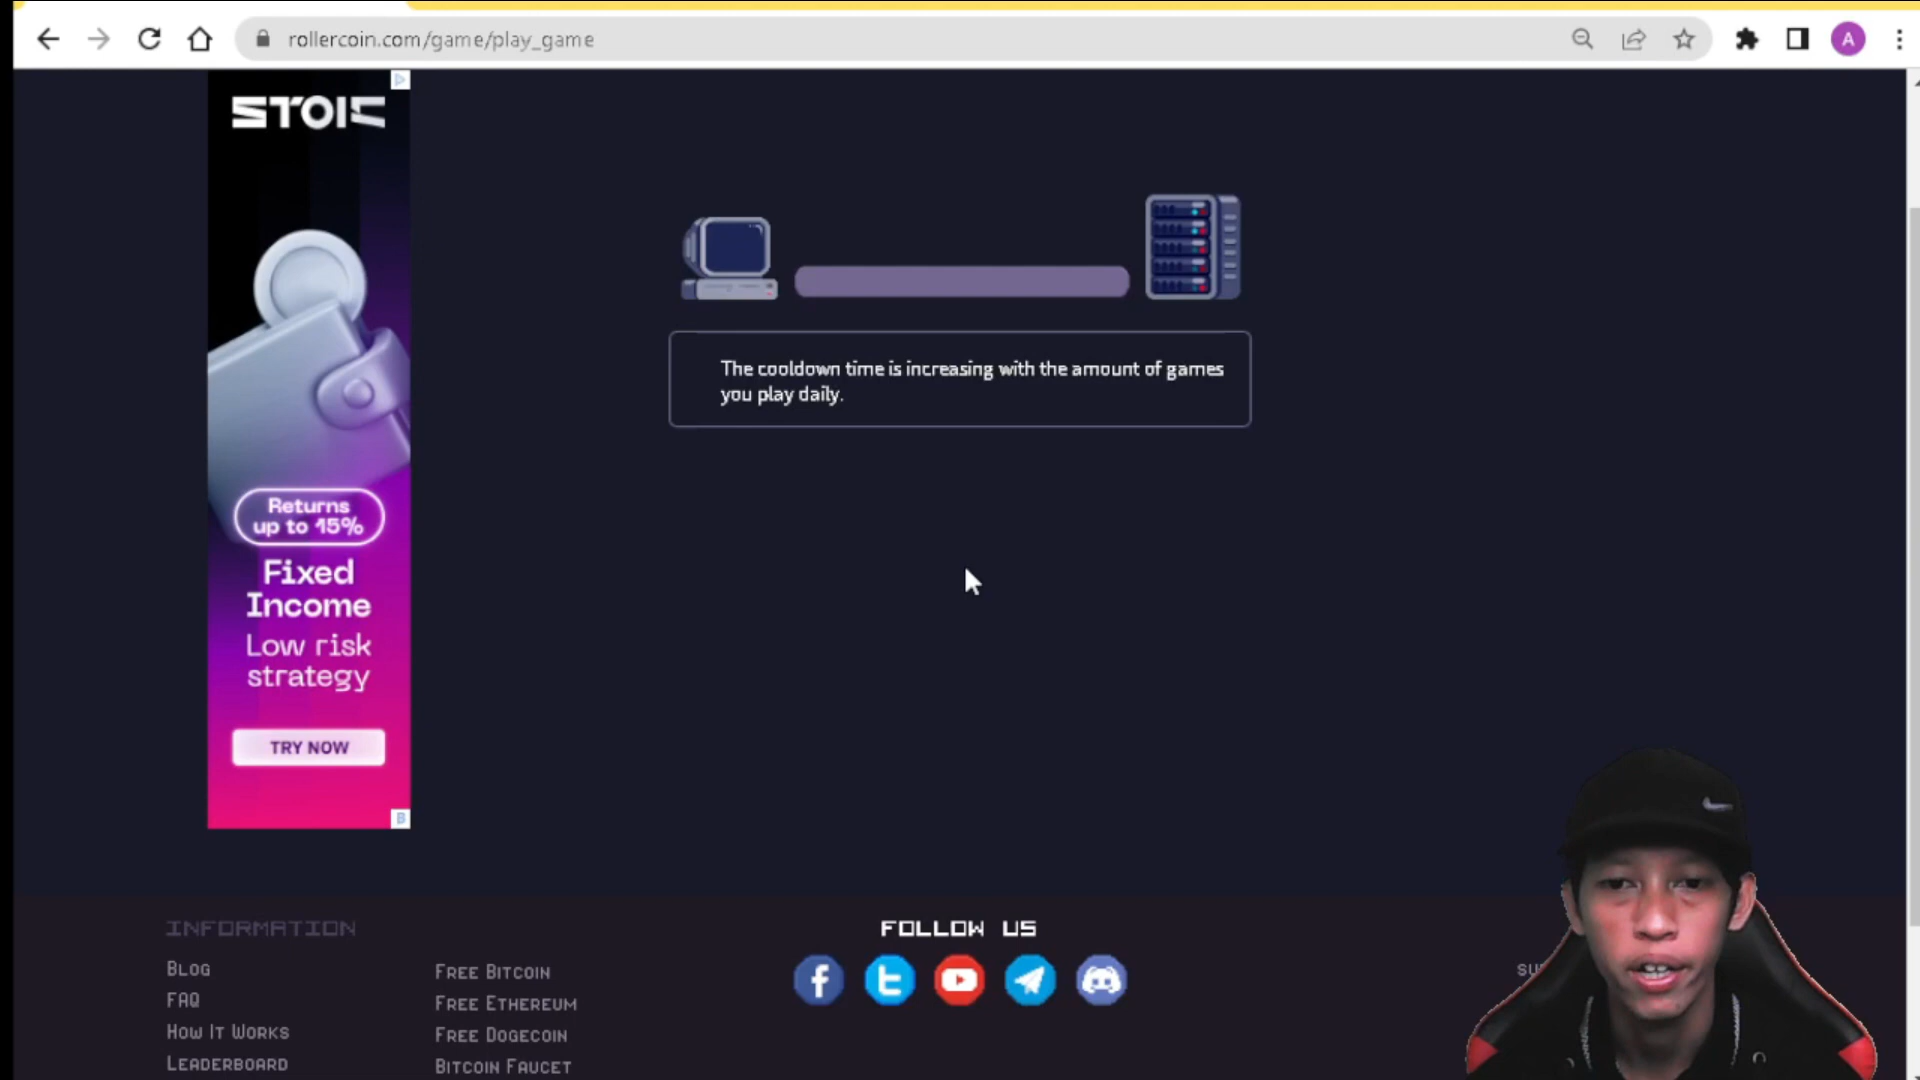 rollercoin.com/game/play_game
A
STOIC
Returns
up to 15%
Fixed
Income
Low risk
strategy
TRY NOW
B
The cooldown time is increasing with the amount of games
you play daily.
INFORMATION
BLOG
FAQ
HOW IT WORKS
LEADERBOARD
FREE BITCOIN
FREE ETHEREUM
FREE DOGECOIN
BITCOIN FAUCET
FOLLOW US
SU